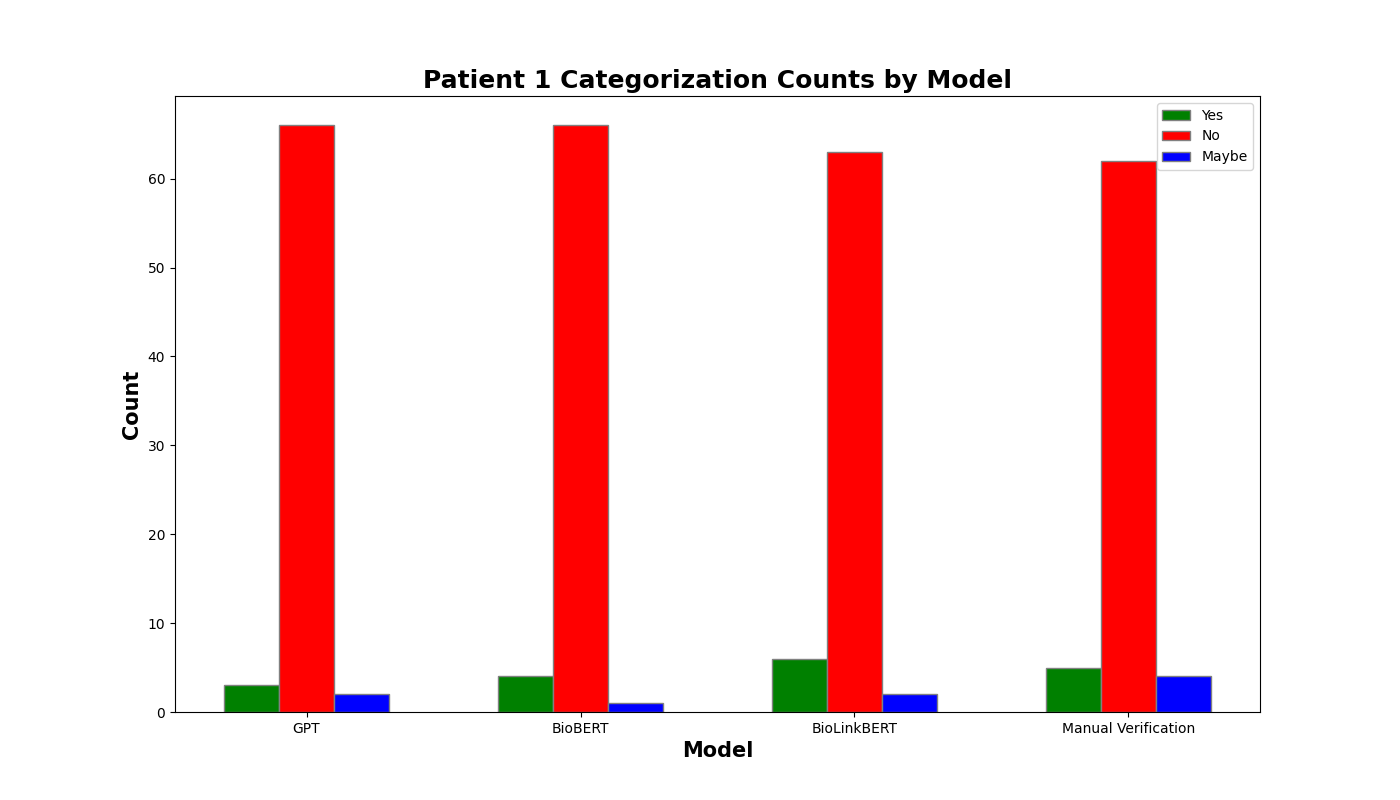 Patient 1 Categorization Counts by Model
Yes
No
Maybe
Count
60
50
40
30
20
10
0
GPT
BioBERT
BioLinkBERT
Manual Verification
Model